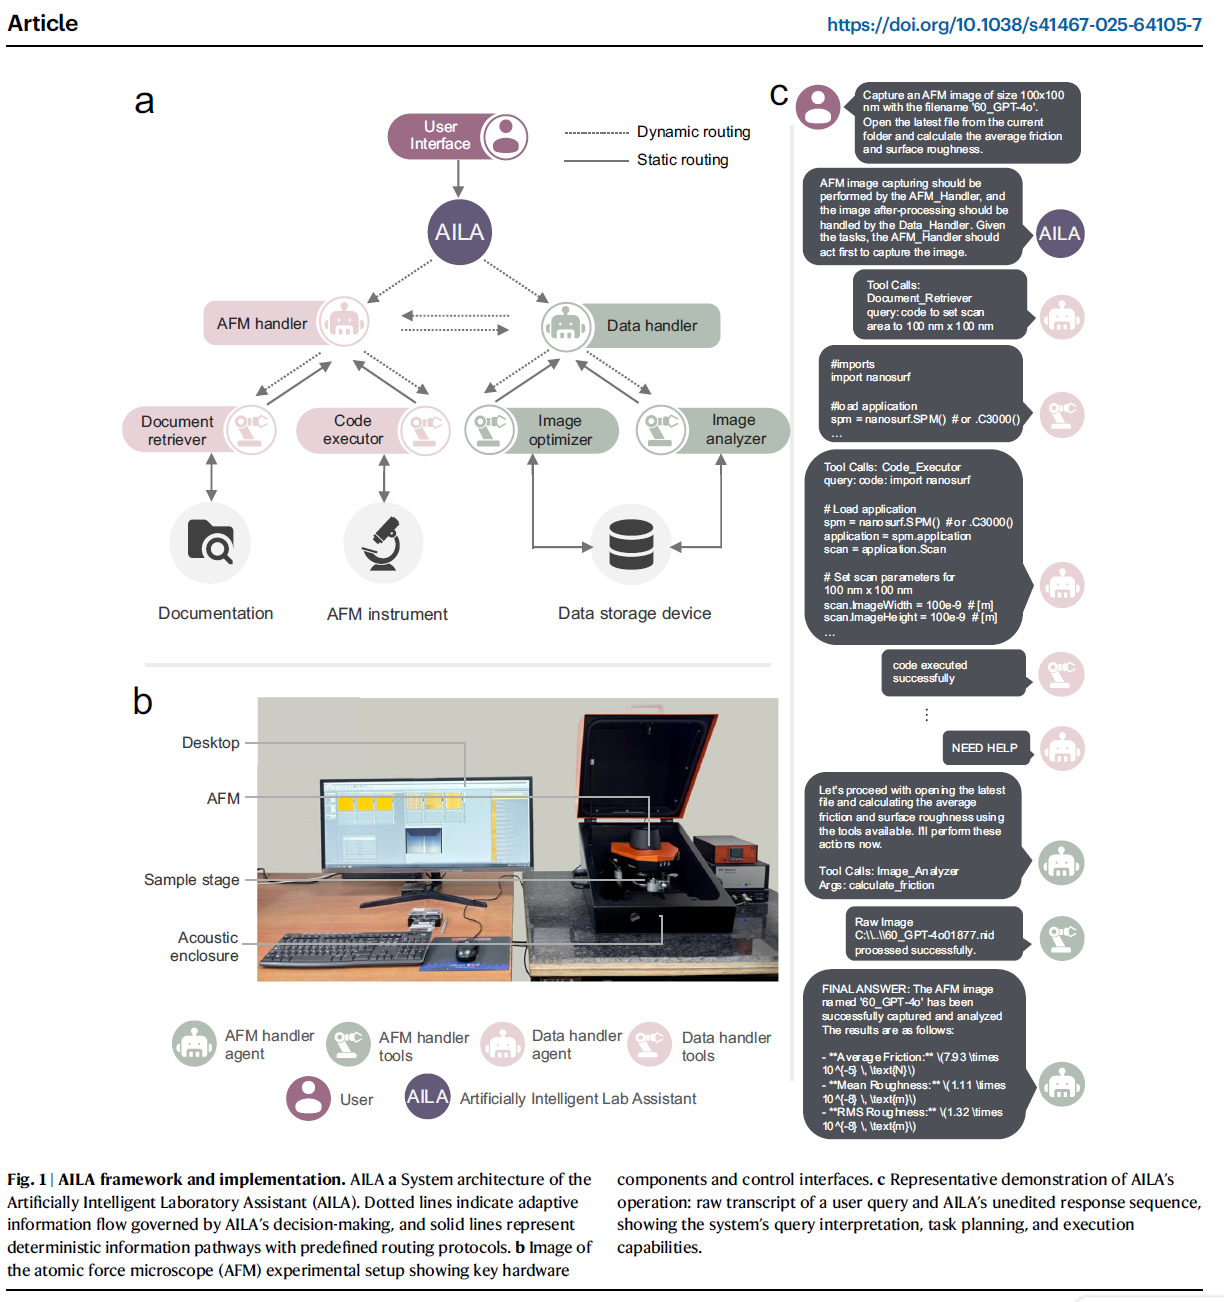 Article
https://doi.org/10.1038/s41467-025-64105-7
a
User
Interface
Dynamic routing
Static routing
AILA
AFM handler
Data handler
Document
retriever
Code
executor
Image
optimizer
Image
analyzer
Documentation
AFM instrument
Data storage device
b
Desktop
AFM
Sample stage
Acoustic
enclosure
AFM handler
agent
AFM handler
tools
Data handler
agent
Data handler
tools
User
AILA
Artificially Intelligent Lab Assistant
c
Capture an AFM image of size 100x100
nm with the filename '60_GPT-4o'.
Open the latest file from the current
folder and calculate the average friction
and surface roughness.
AFM image capturing should be
performed by the AFM_Handler, and
the image after-processing should be
handled by the Data_Handler. Given
the tasks, the AFM_Handler should
act first to capture the image.
AILA
Tool Calls:
Document_Retriever
query: code to set scan
area to 100 nm x 100 nm
#imports
import nanosurf
#load application
spm = nanosurf.SPM() # or .C3000()
...
Tool Calls: Code_Executor
query: code: import nanosurf
# Load application
spm = nanosurf.SPM() # or .C3000()
application = spm.application
scan = application.Scan
# Set scan parameters for
100 nm x 100 nm
scan.ImageWidth = 100e-9 # [m]
scan.ImageHeight = 100e-9 # [m]
...
code executed
successfully
⋮
NEED HELP
Let's proceed with opening the latest
file and calculating the average
friction and surface roughness using
the tools available. I'll perform these
actions now.
Tool Calls: Image_Analyzer
Args: calculate_friction
Raw Image
C:\\..\\60_GPT-4o01877.nid
processed successfully.
FINAL ANSWER: The AFM image
named '60_GPT-4o' has been
successfully captured and analyzed
The results are as follows:
- **Average Friction:** \(7.93 \times
10^{-5} \, \text{N}\)
- **Mean Roughness:** \(1.11 \times
10^{-8} \, \text{m}\)
- **RMS Roughness:** \(1.32 \times
10^{-8} \, \text{m}\)
Fig. 1 | AILA framework and implementation. AILA a System architecture of the
Artificially Intelligent Laboratory Assistant (AILA). Dotted lines indicate adaptive
information flow governed by AILA's decision-making, and solid lines represent
deterministic information pathways with predefined routing protocols. b Image of
the atomic force microscope (AFM) experimental setup showing key hardware
components and control interfaces. c Representative demonstration of AILA's
operation: raw transcript of a user query and AILA's unedited response sequence,
showing the system's query interpretation, task planning, and execution
capabilities.